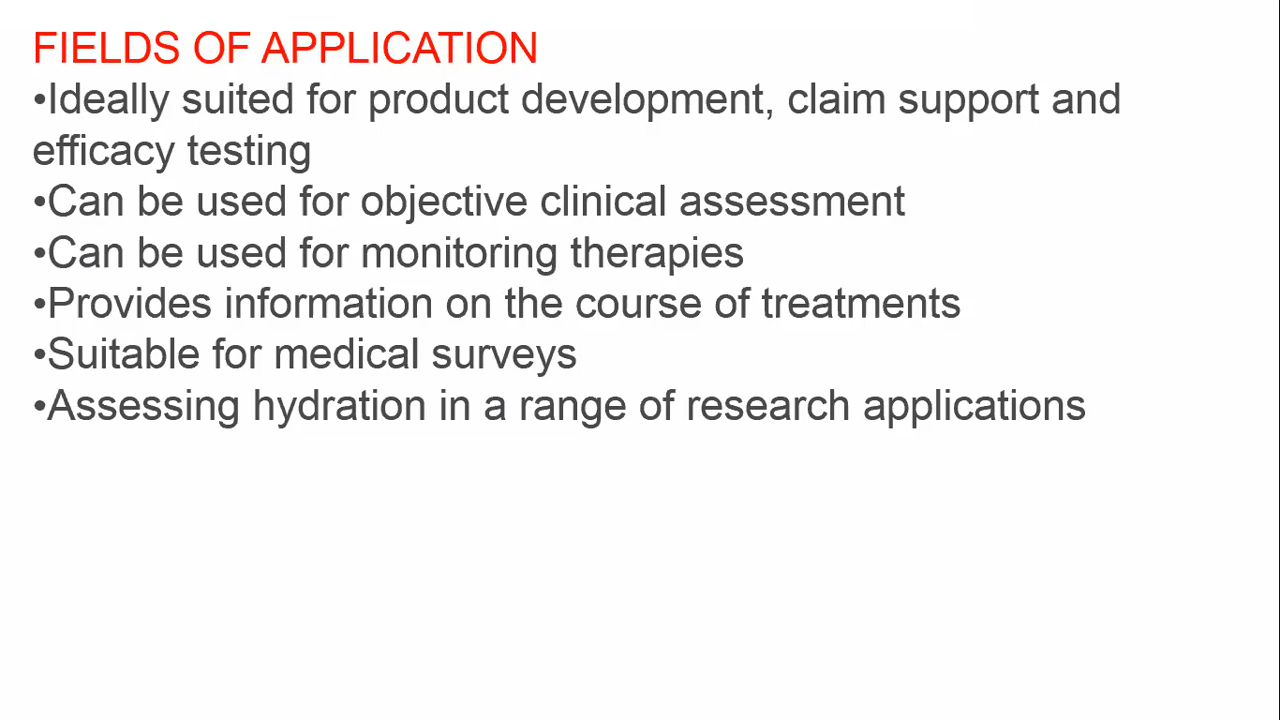 FIELDS OF APPLICATION
•Ideally suited for product development, claim support and
efficacy testing
•Can be used for objective clinical assessment
•Can be used for monitoring therapies
•Provides information on the course of treatments
•Suitable for medical surveys
•Assessing hydration in a range of research applications